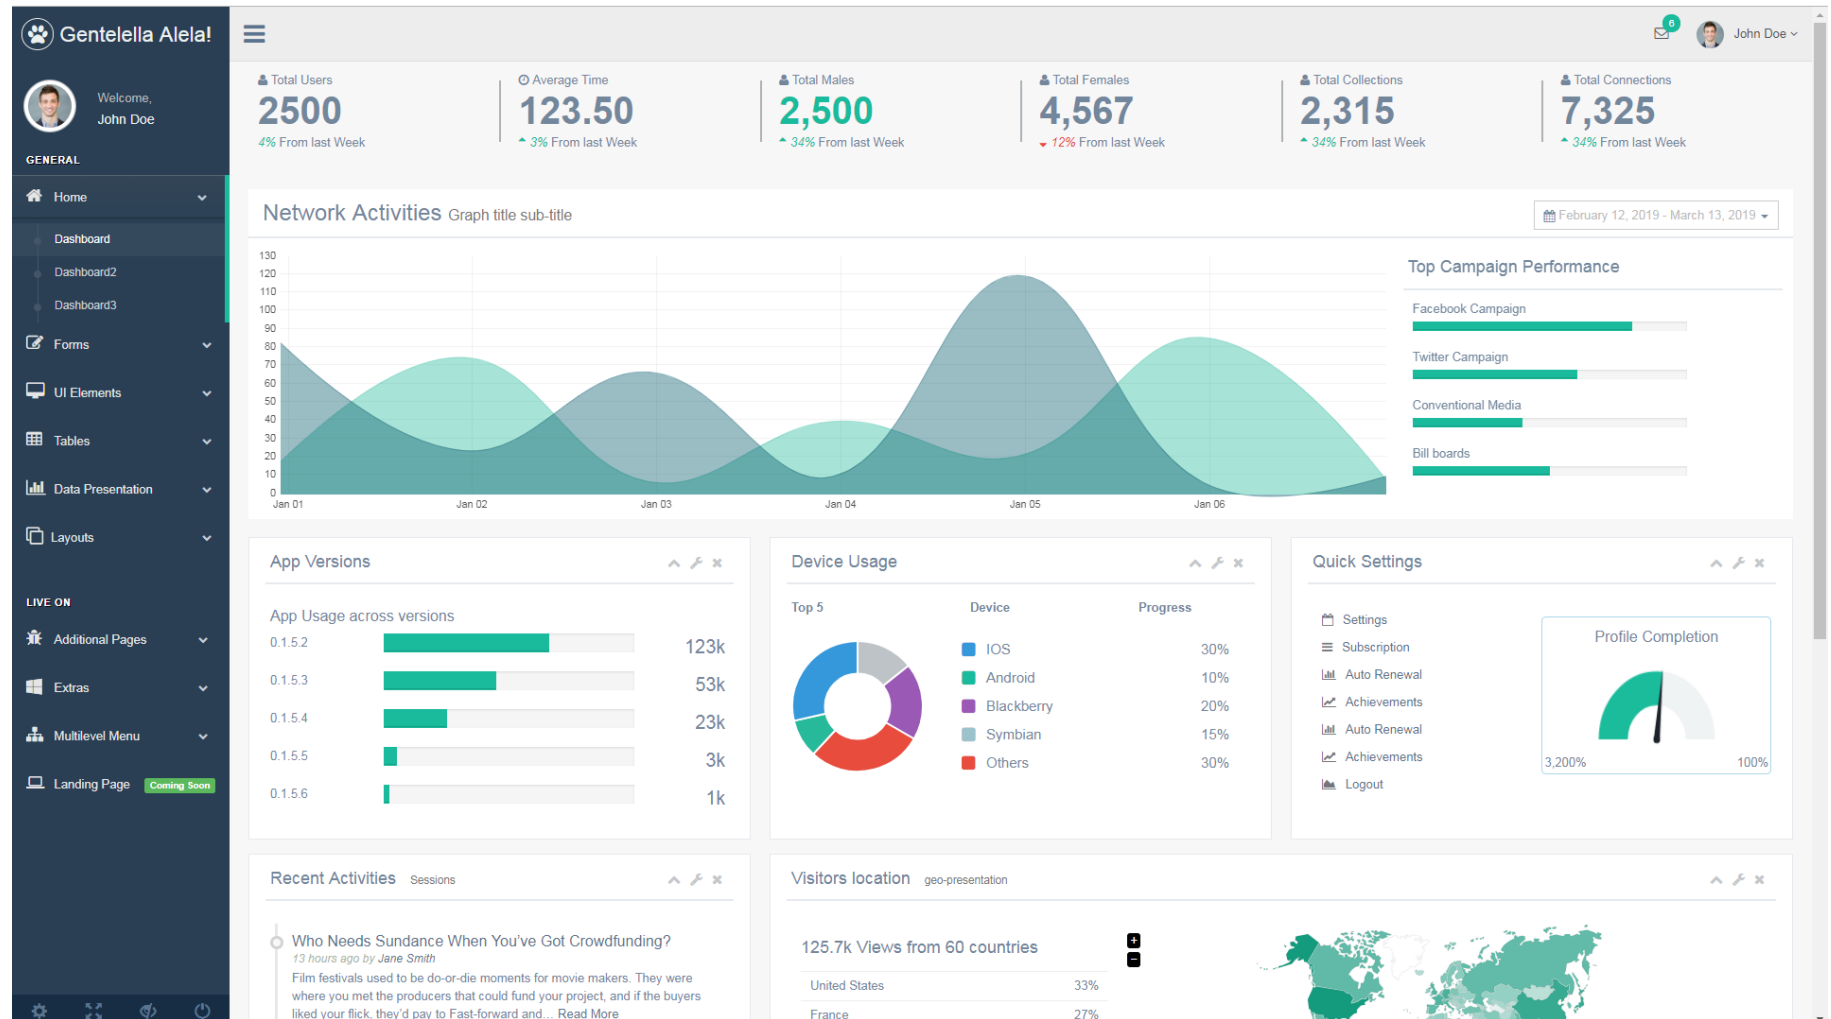 Gentelella Alela!
Welcome,
John Doe
GENERAL
Home
Dashboard
Dashboard2
Dashboard3
Forms
UI Elements
Tables
Data Presentation
Layouts
LIVE ON
Additional Pages
Extras
Multilevel Menu
Landing Page Coming Soon
6
John Doe
Total Users
2500
4% From last Week
Average Time
123.50
3% From last Week
Total Males
2,500
34% From last Week
Total Females
4,567
12% From last Week
Total Collections
2,315
34% From last Week
Total Connections
7,325
34% From last Week
Network Activities Graph title sub-title
February 12, 2019 - March 13, 2019
130
120
110
100
90
80
70
60
50
40
30
20
10
0
Jan 01 Jan 02 Jan 03 Jan 04 Jan 05 Jan 06
Top Campaign Performance
Facebook Campaign
Twitter Campaign
Conventional Media
Bill boards
App Versions
App Usage across versions
0.1.5.2 123k
0.1.5.3 53k
0.1.5.4 23k
0.1.5.5 3k
0.1.5.6 1k
Device Usage
Top 5 Device Progress
IOS 30%
Android 10%
Blackberry 20%
Symbian 15%
Others 30%
Quick Settings
Settings
Subscription
Auto Renewal
Achievements
Auto Renewal
Achievements
Logout
Profile Completion
3,200% 100%
Recent Activities Sessions
Who Needs Sundance When You've Got Crowdfunding?
13 hours ago by Jane Smith
Film festivals used to be do-or-die moments for movie makers. They were
where you met the producers that could fund your project, and if the buyers
liked your flick, they'd pay to Fast-forward and… Read More
Visitors location geo-presentation
125.7k Views from 60 countries
United States 33%
France 27%
+
−